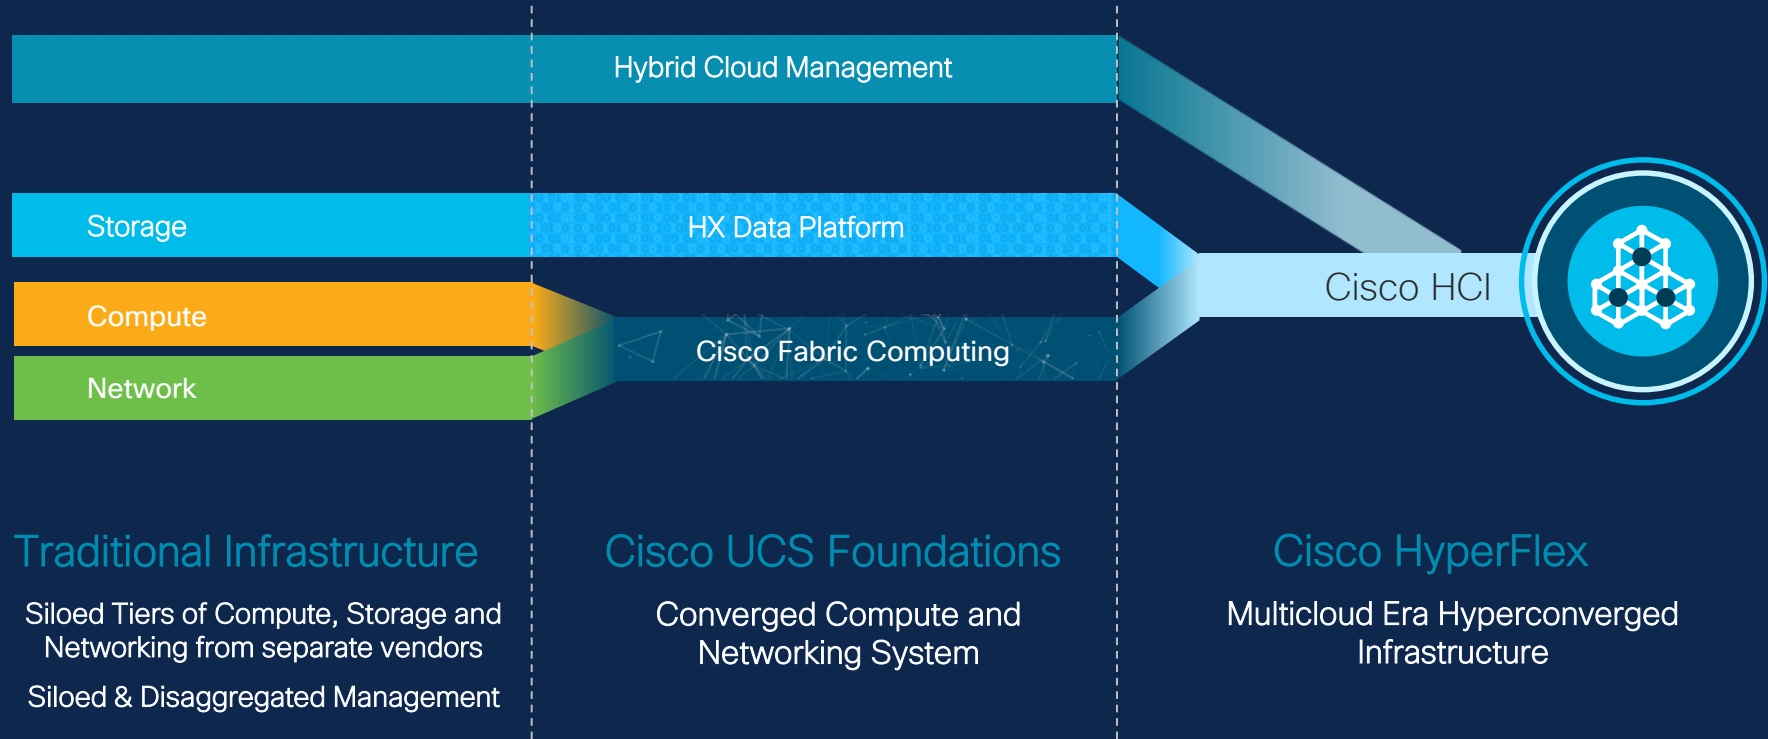 Hybrid Cloud Management
Storage
HX Data Platform
Compute
Cisco Fabric Computing
Network
Cisco HCI
Traditional Infrastructure
Siloed Tiers of Compute, Storage and
Networking from separate vendors
Siloed & Disaggregated Management
Cisco UCS Foundations
Converged Compute and
Networking System
Cisco HyperFlex
Multicloud Era Hyperconverged
Infrastructure